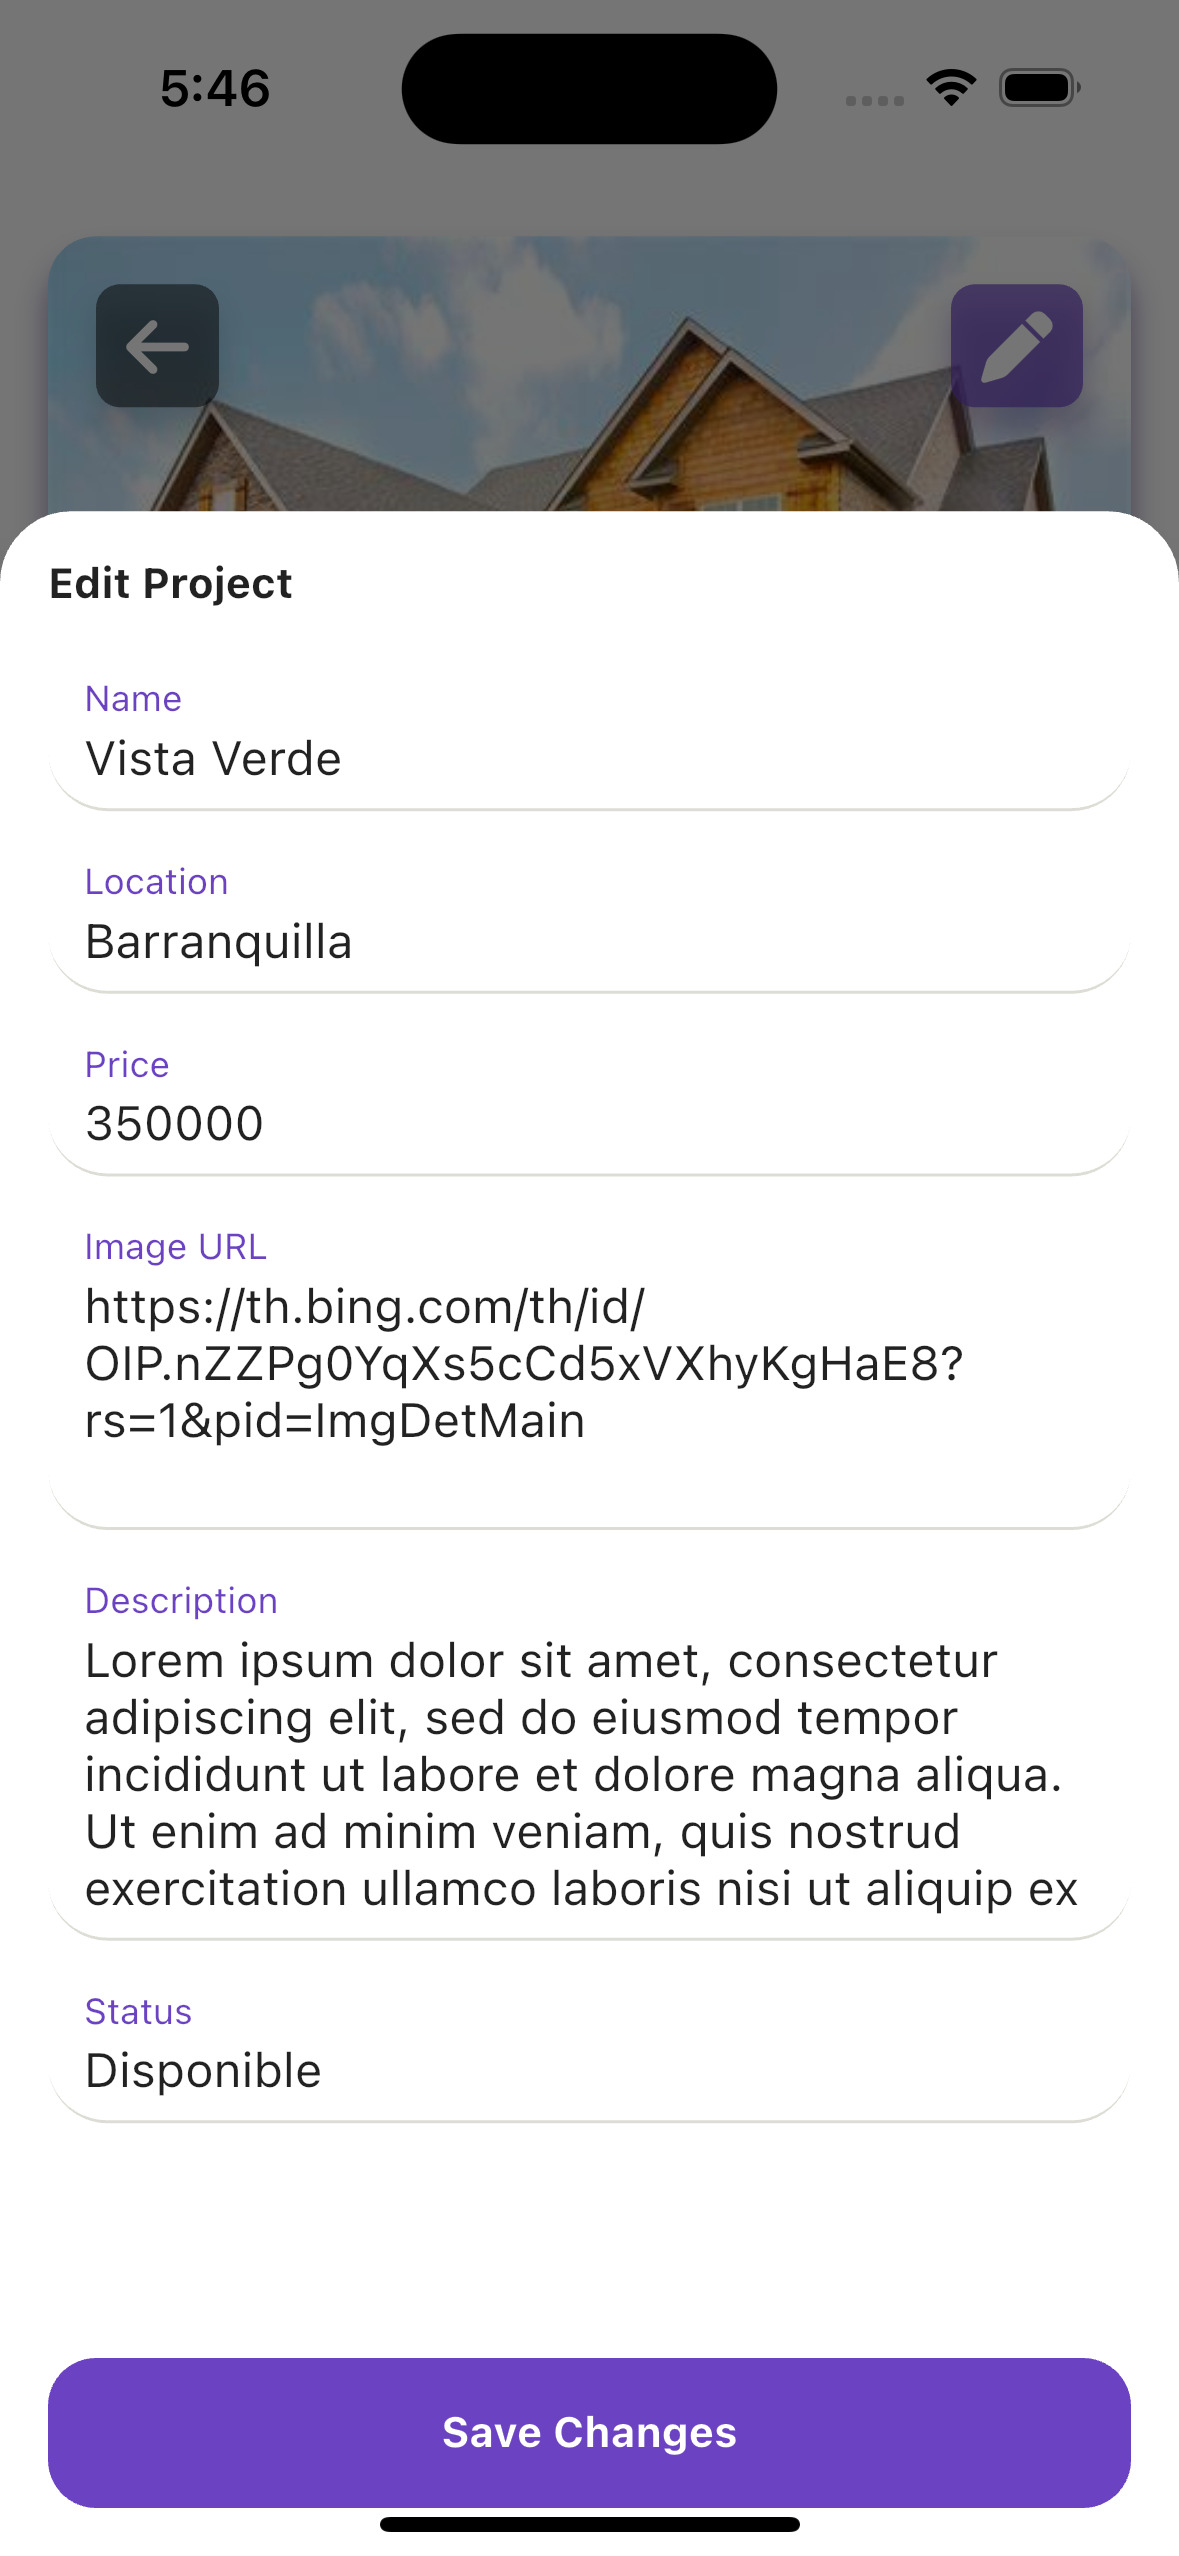 5:46
Edit Project
Name
Vista Verde
Location
Barranquilla
Price
350000
Image URL
https://th.bing.com/th/id/
OIP.nZZPg0YqXs5cCd5xVXhyKgHaE8?
rs=1&pid=ImgDetMain
Description
Lorem ipsum dolor sit amet, consectetur
adipiscing elit, sed do eiusmod tempor
incididunt ut labore et dolore magna aliqua.
Ut enim ad minim veniam, quis nostrud
exercitation ullamco laboris nisi ut aliquip ex
Status
Disponible
Save Changes